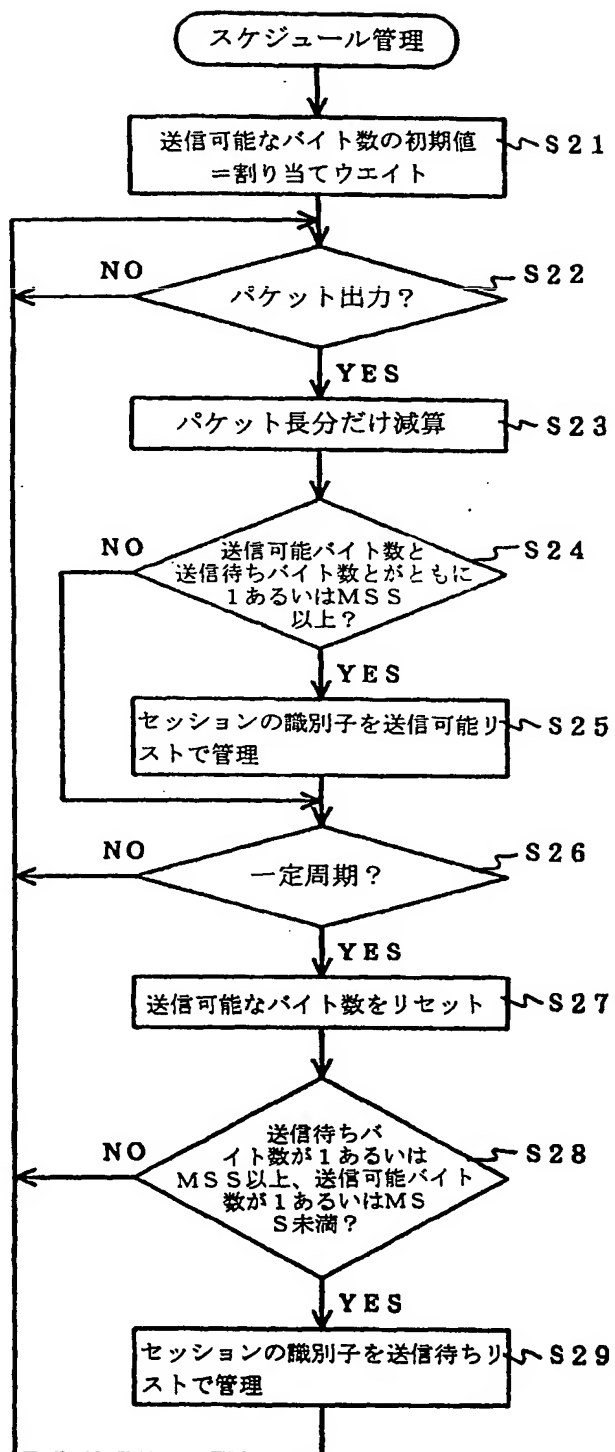 スケジュール管理
送信可能なバイト数の初期値
=割り当てウエイト
S21
NO
パケット出力?
S22
YES
パケット長分だけ減算
S23
NO
送信可能バイト数と
送信待ちバイト数とがともに
1あるいはMSS
以上?
S24
YES
セッションの識別子を送信可能リ
ストで管理
S25
NO
一定周期?
S26
YES
送信可能なバイト数をリセット
S27
NO
送信待ちバ
イト数が1あるいは
MSS以上、送信可能バイト
数が1あるいはMS
S未満?
S28
YES
セッションの識別子を送信待ちリ
ストで管理
S29